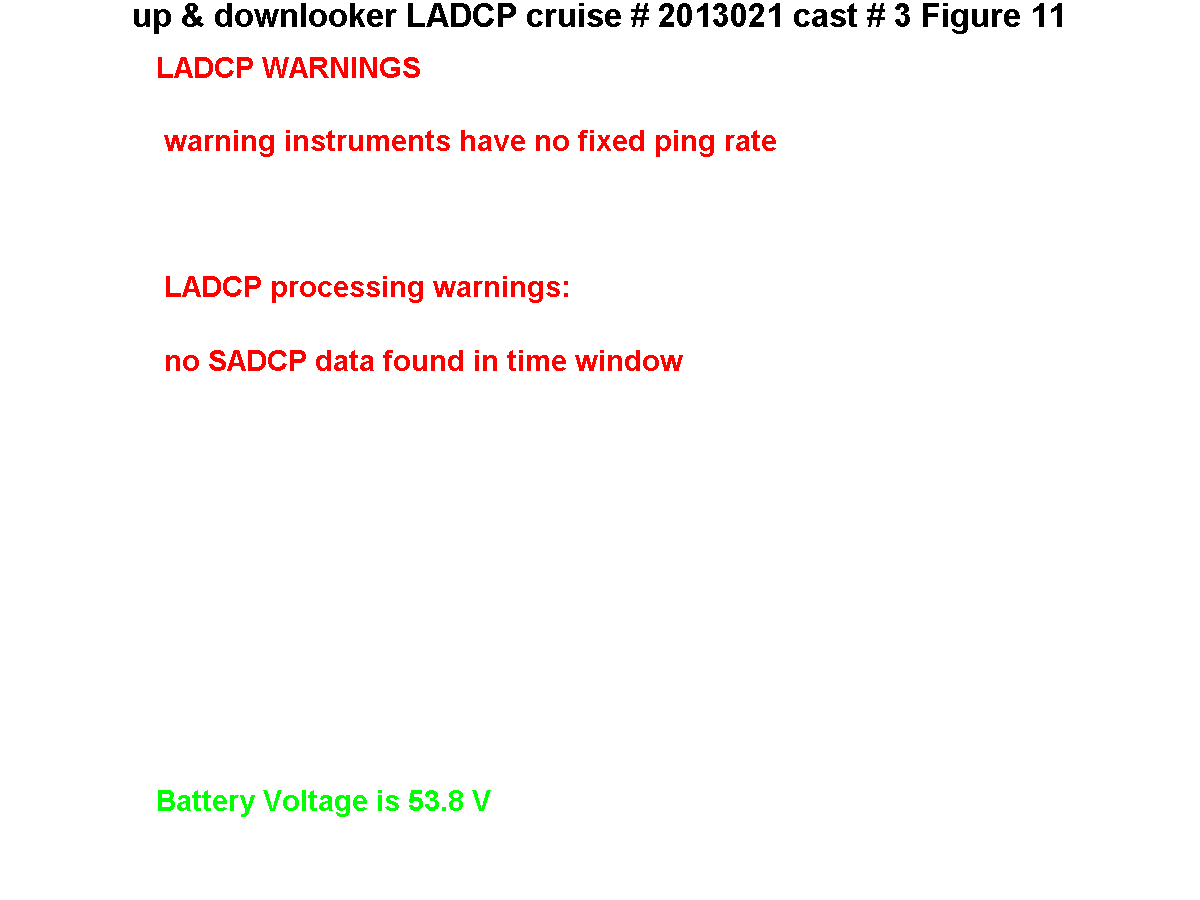 up & downlooker LADCP cruise # 2013021 cast # 3 Figure 11
LADCP WARNINGS
warning instruments have no fixed ping rate
LADCP processing warnings:
no SADCP data found in time window
Battery Voltage is 53.8 V